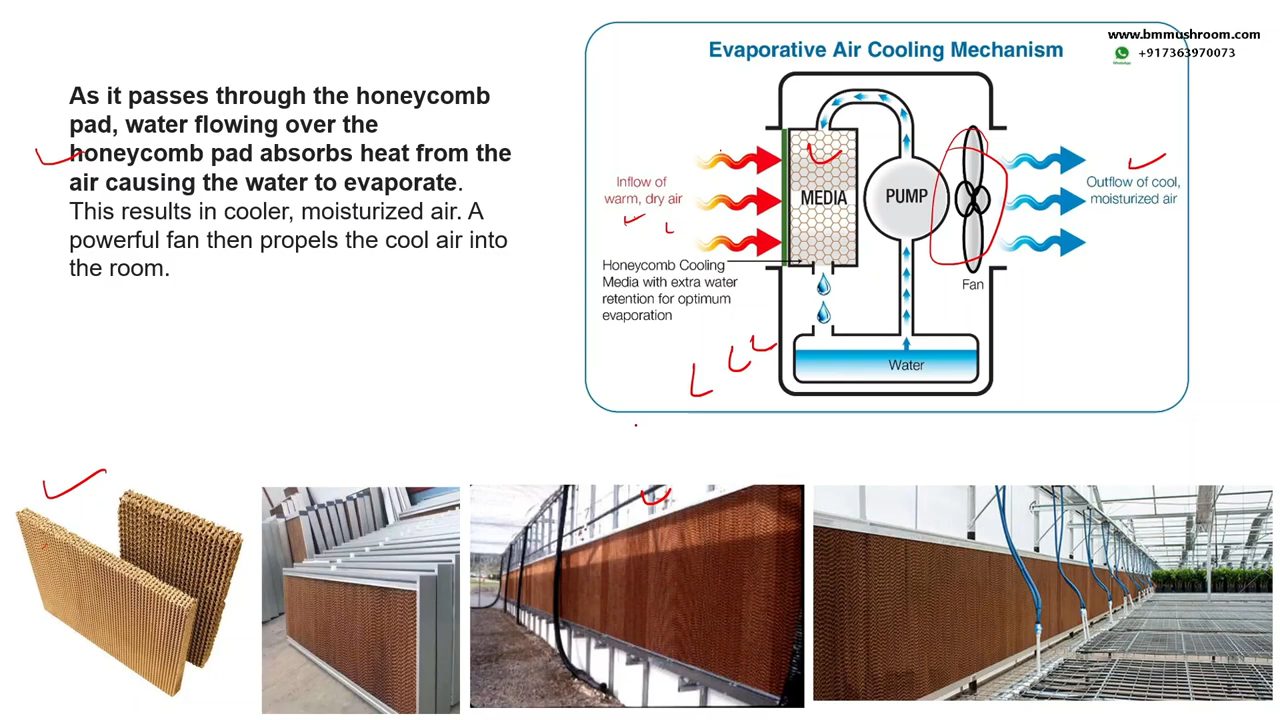 www.bmmushroom.com
WhatsApp
+917363970073
As it passes through the honeycomb
pad, water flowing over the
honeycomb pad absorbs heat from the
air causing the water to evaporate.
This results in cooler, moisturized air. A
powerful fan then propels the cool air into
the room.
Evaporative Air Cooling Mechanism
Inflow of
warm, dry air
MEDIA
PUMP
Outflow of cool,
moisturized air
Honeycomb Cooling
Media with extra water
retention for optimum
evaporation
Fan
Water